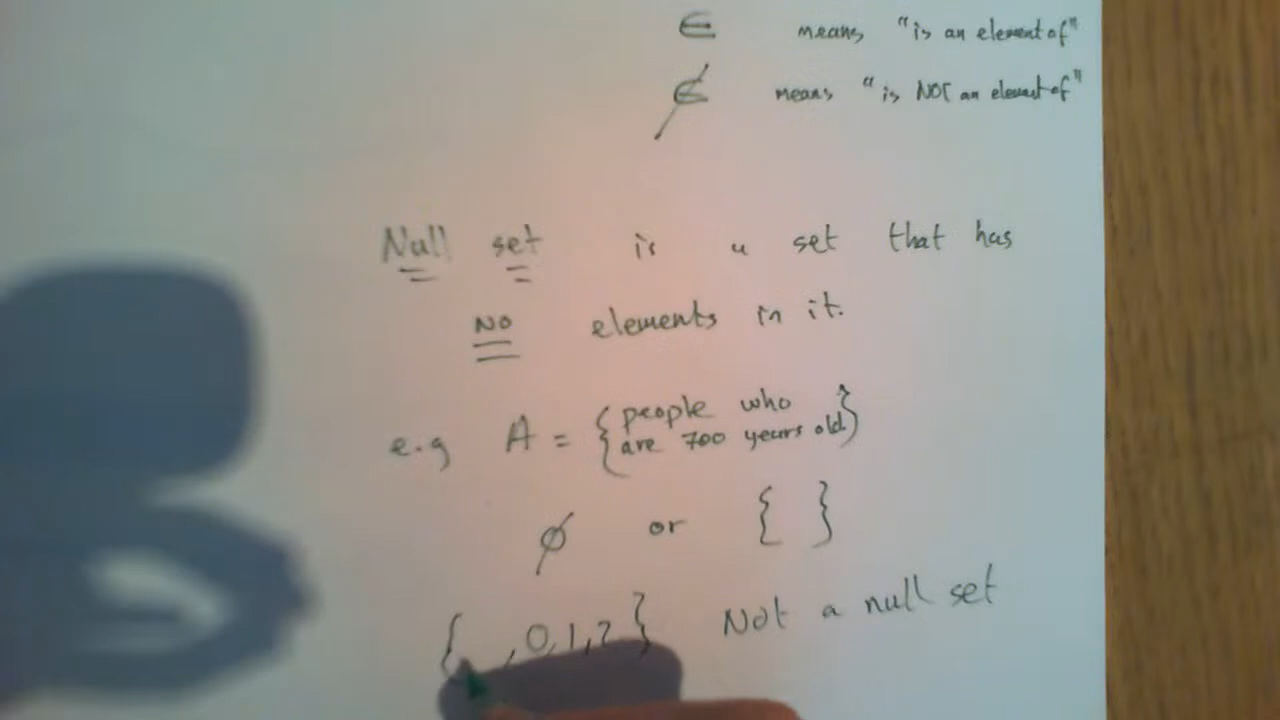 ∈ means "is an element of"
∉ means "is NOT an element of"
Null set is a set that has
NO elements in it.
e.g A = {people who
are 700 years old}
∅ or { }
{ , 0, 1, 2 } Not a null set